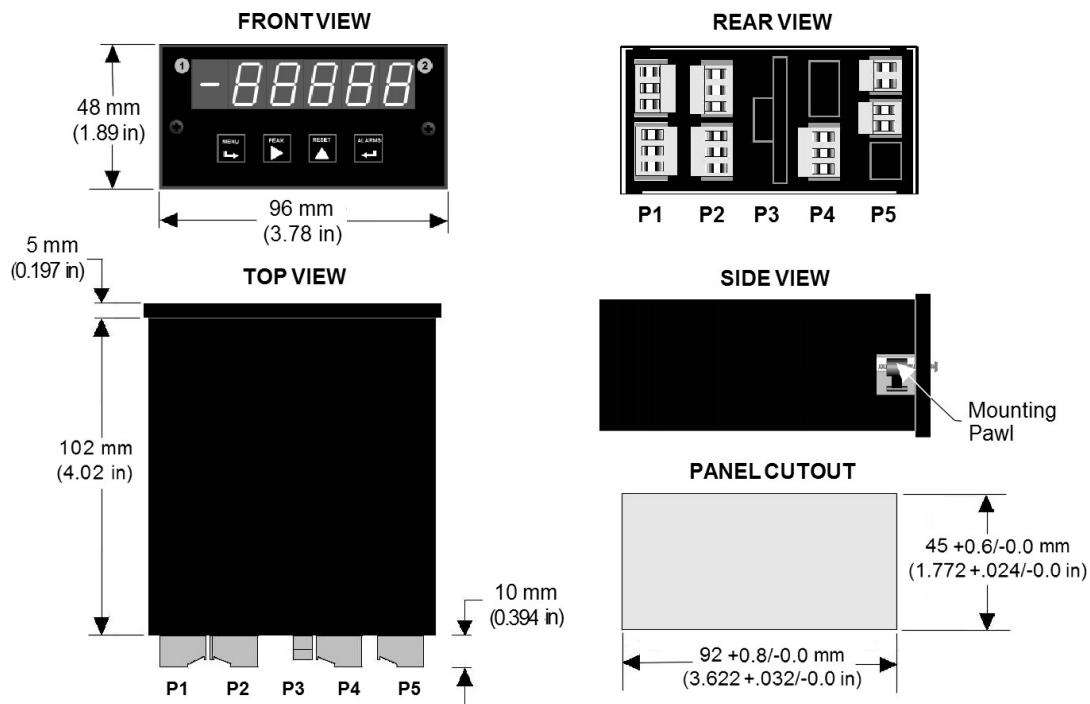 FRONT VIEW
1
-88888
2
MENU
PEAK
RESET
ALARMS
48 mm
(1.89 in)
96 mm
(3.78 in)
REAR VIEW
P1 P2 P3 P4 P5
5 mm
(0.197 in)
TOP VIEW
102 mm
(4.02 in)
10 mm
(0.394 in)
P1 P2 P3 P4 P5
SIDE VIEW
Mounting
Pawl
PANEL CUTOUT
45 +0.6/-0.0 mm
(1.772 +.024/-0.0 in)
92 +0.8/-0.0 mm
(3.622 +.032/-0.0 in)